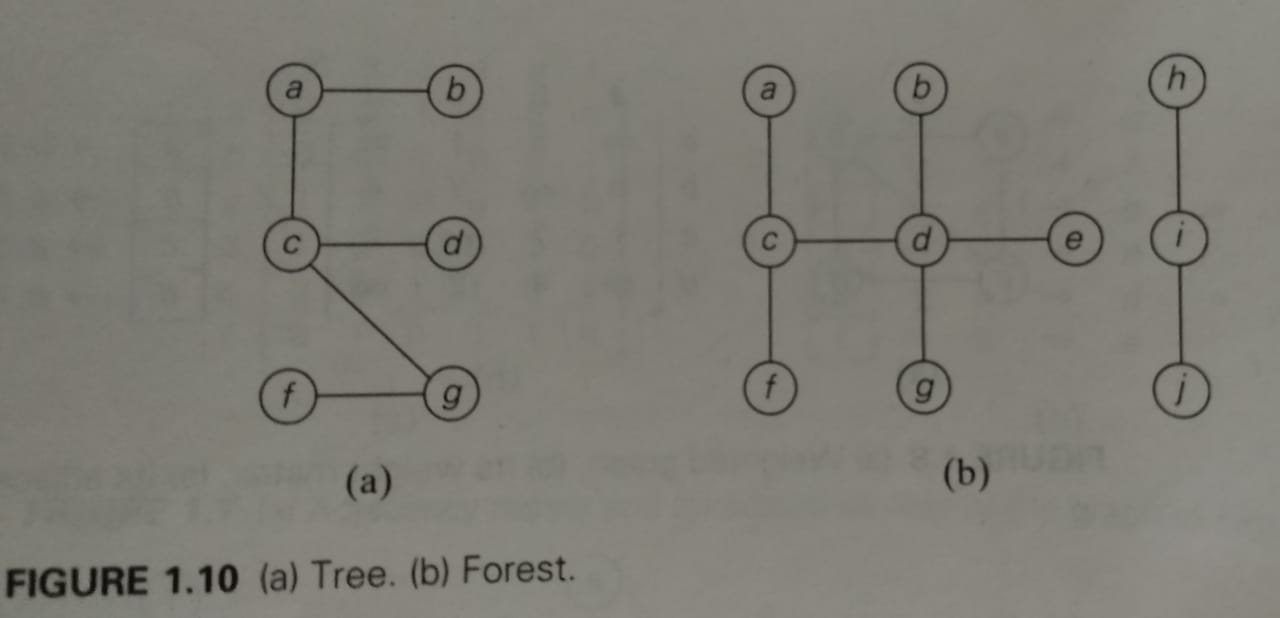 a b a b h
c d c d e i
f g f g j
(a) (b)
FIGURE 1.10 (a) Tree. (b) Forest.